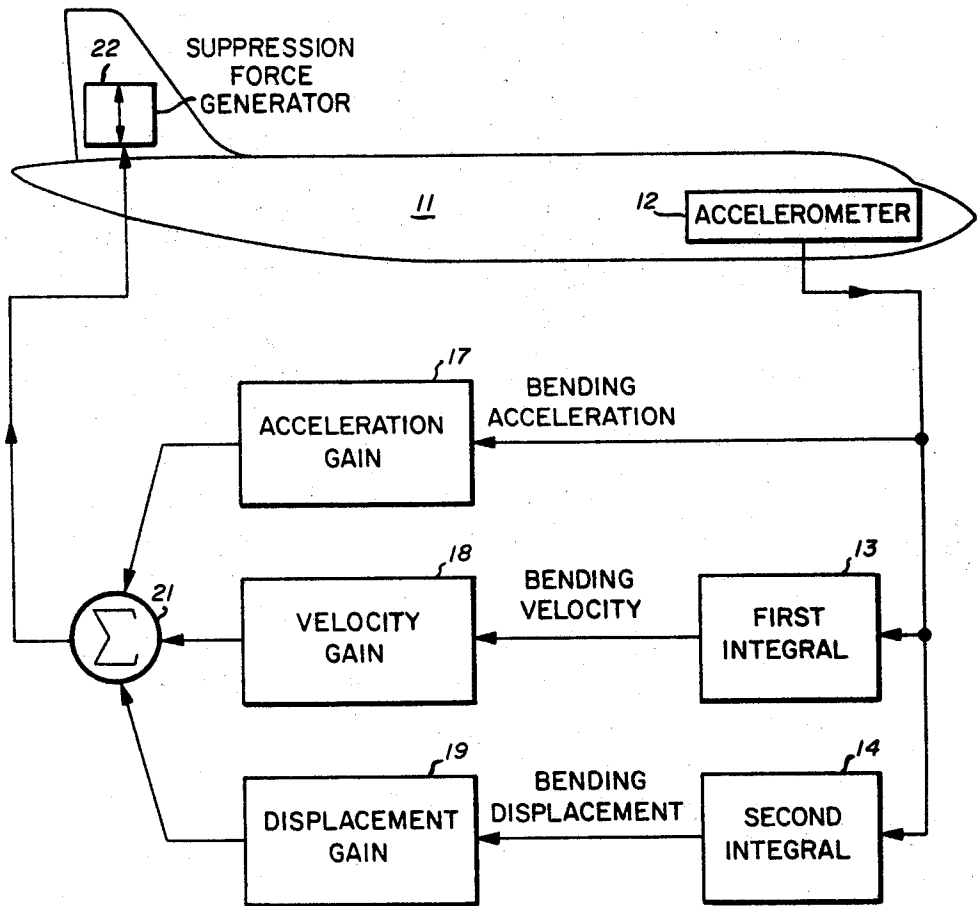 22
SUPPRESSION
FORCE
GENERATOR
11
12
ACCELEROMETER
17
ACCELERATION
GAIN
BENDING
ACCELERATION
21
Σ
18
VELOCITY
GAIN
BENDING
VELOCITY
13
FIRST
INTEGRAL
19
DISPLACEMENT
GAIN
BENDING
DISPLACEMENT
14
SECOND
INTEGRAL